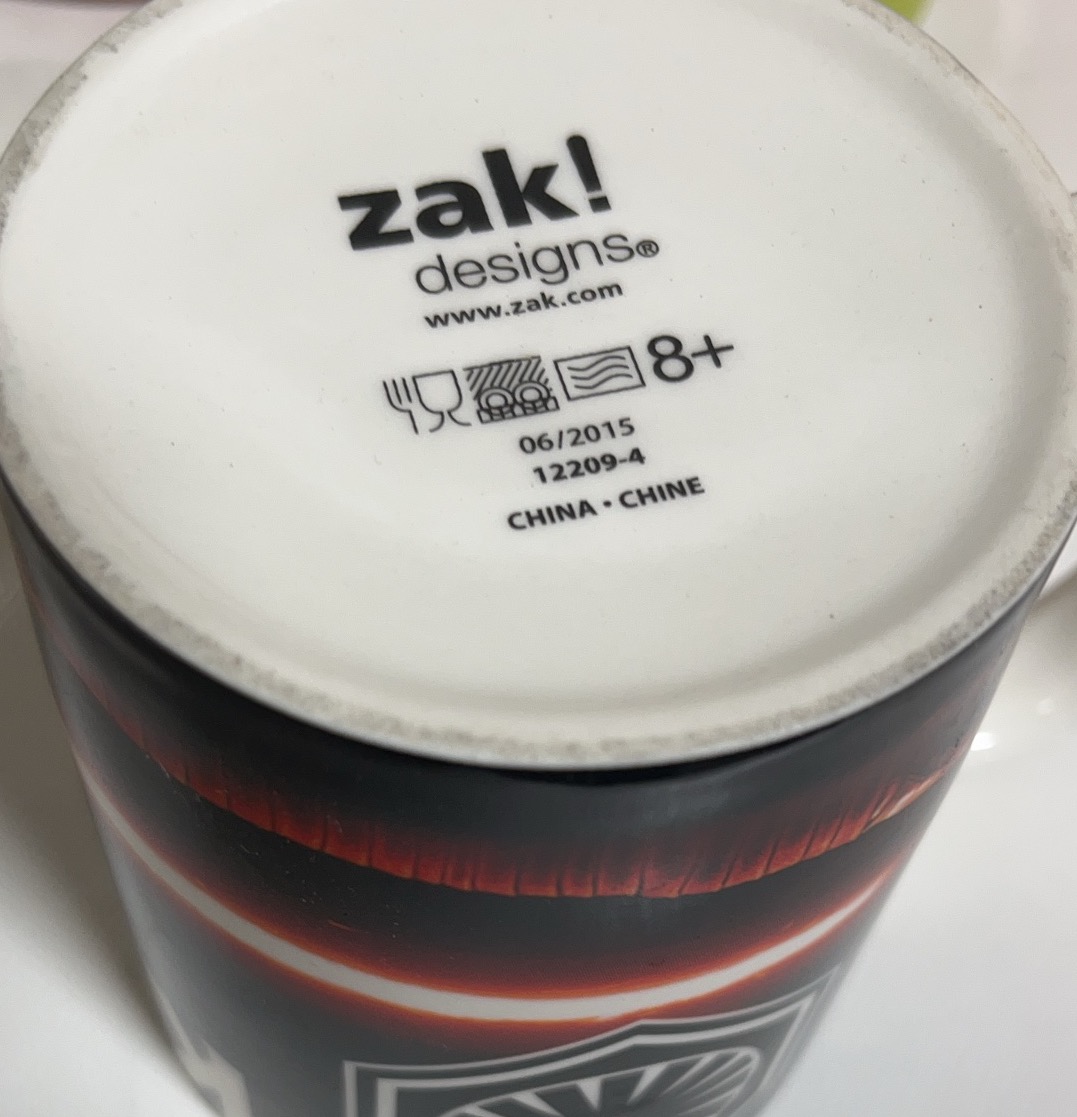 zak!
designs®
www.zak.com
8+
06/2015
12209-4
CHINA • CHINE